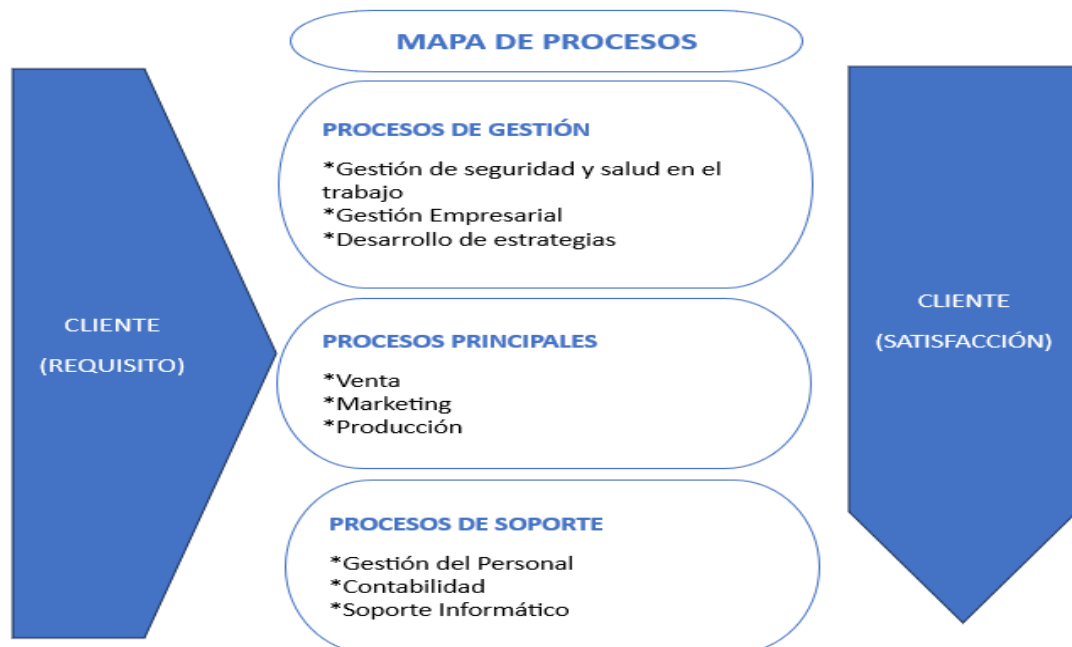 MAPA DE PROCESOS
PROCESOS DE GESTIÓN
*Gestión de seguridad y salud en el
trabajo
*Gestión Empresarial
*Desarrollo de estrategias
CLIENTE
(REQUISITO)
PROCESOS PRINCIPALES
*Venta
*Marketing
*Producción
CLIENTE
(SATISFACCIÓN)
PROCESOS DE SOPORTE
*Gestión del Personal
*Contabilidad
*Soporte Informático